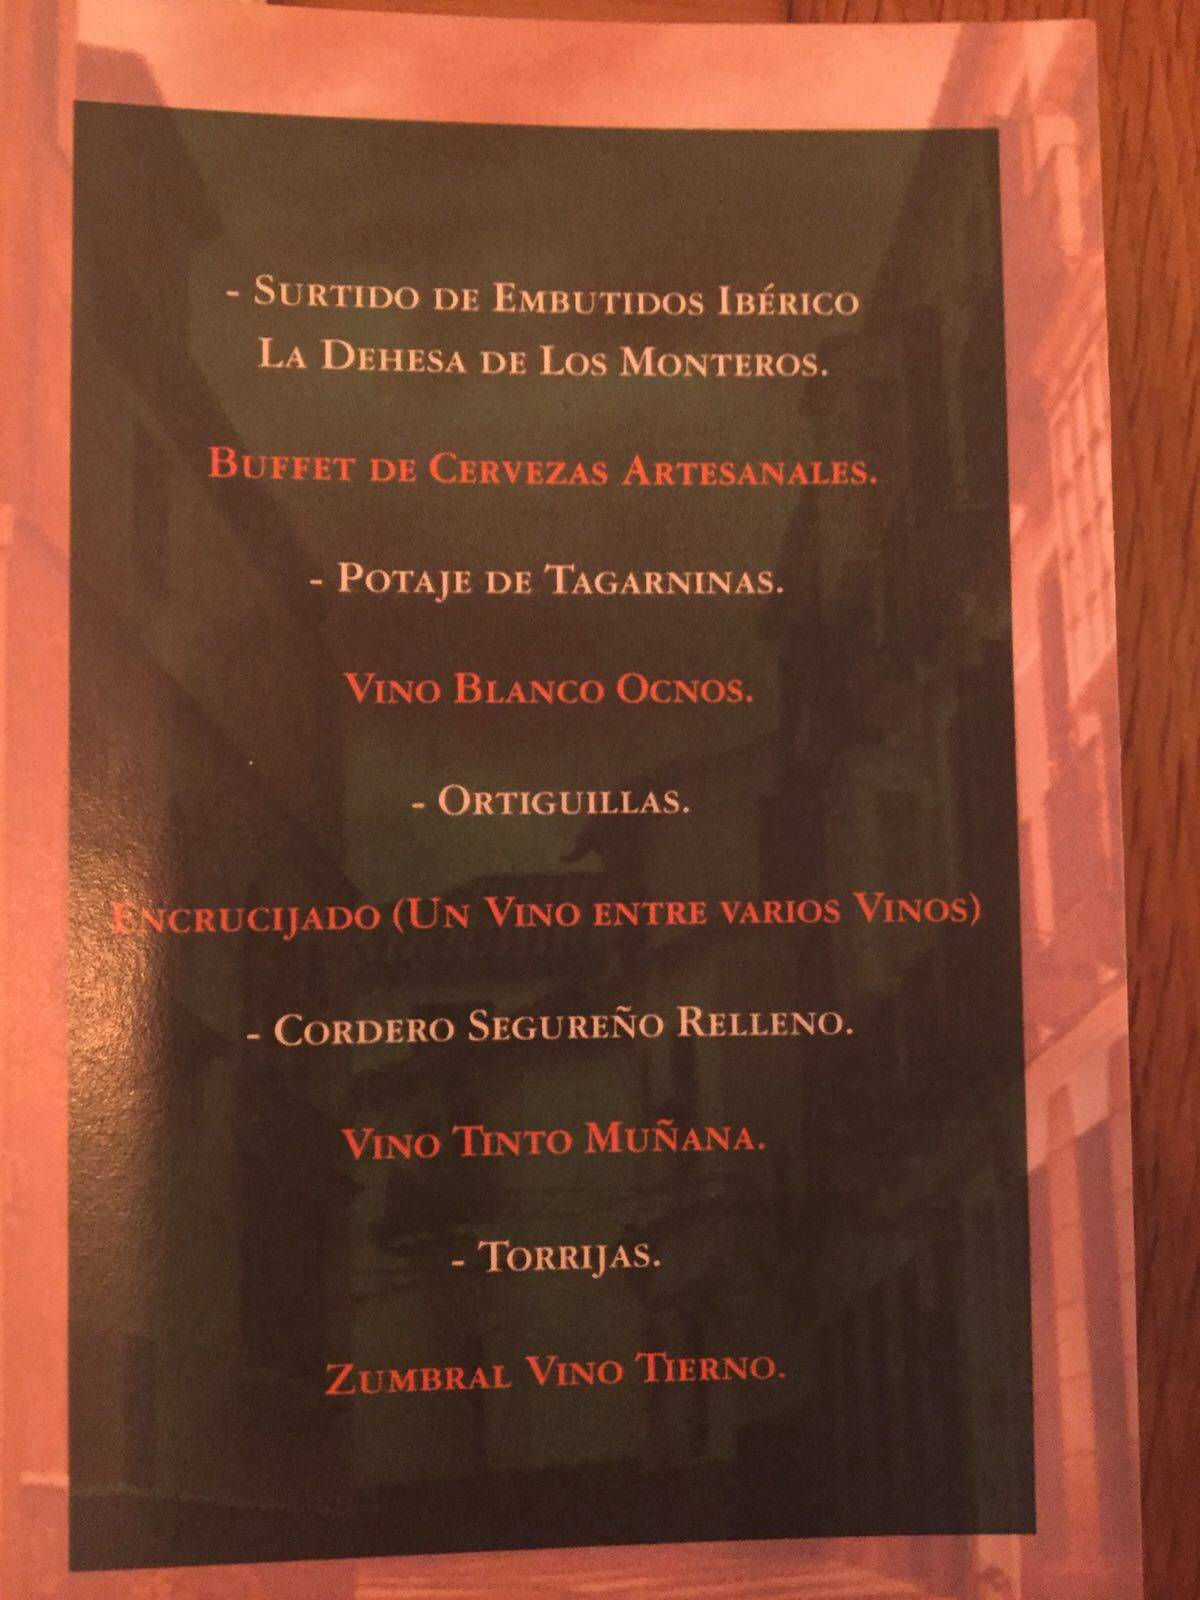 - Surtido de Embutidos Ibérico
La Dehesa de Los Monteros.
Buffet de Cervezas Artesanales.
- Potaje de Tagarninas.
Vino Blanco Ocnos.
- Ortiguillas.
Encrucijado (Un Vino entre varios Vinos)
- Cordero Segureño Relleno.
Vino Tinto Muñana.
- Torrijas.
Zumbral Vino Tierno.